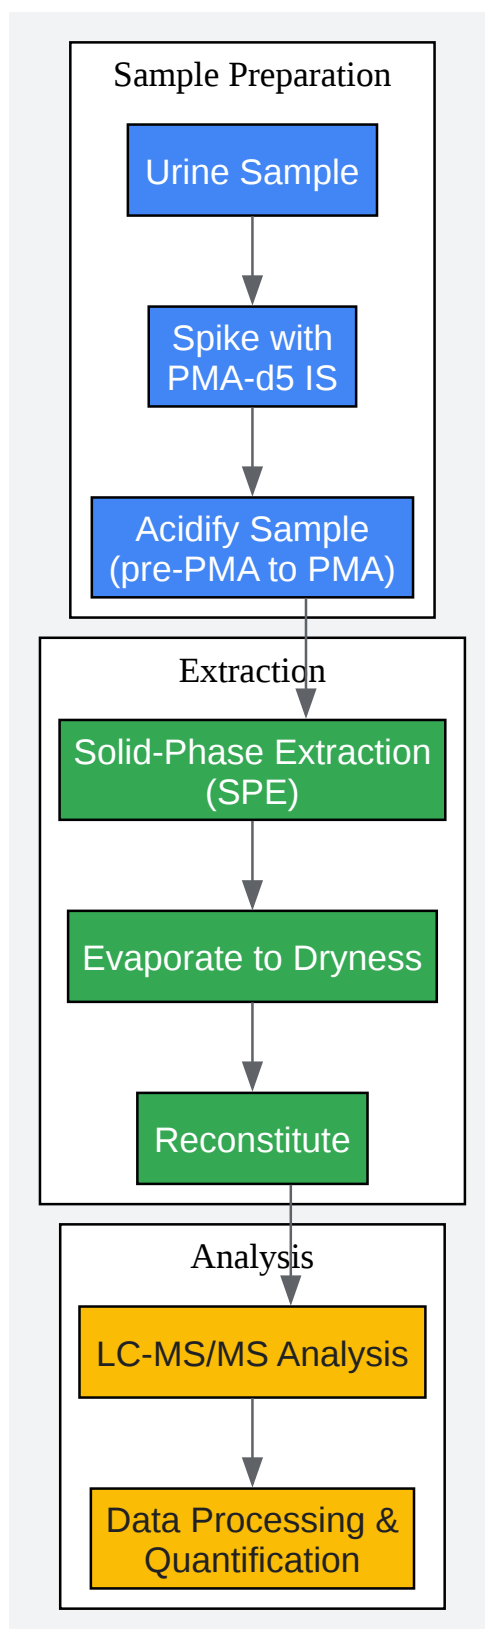 Sample Preparation
Urine Sample
Spike with
PMA-d5 IS
Acidify Sample
(pre-PMA to PMA)
Extraction
Solid-Phase Extraction
(SPE)
Evaporate to Dryness
Reconstitute
Analysis
LC-MS/MS Analysis
Data Processing &
Quantification